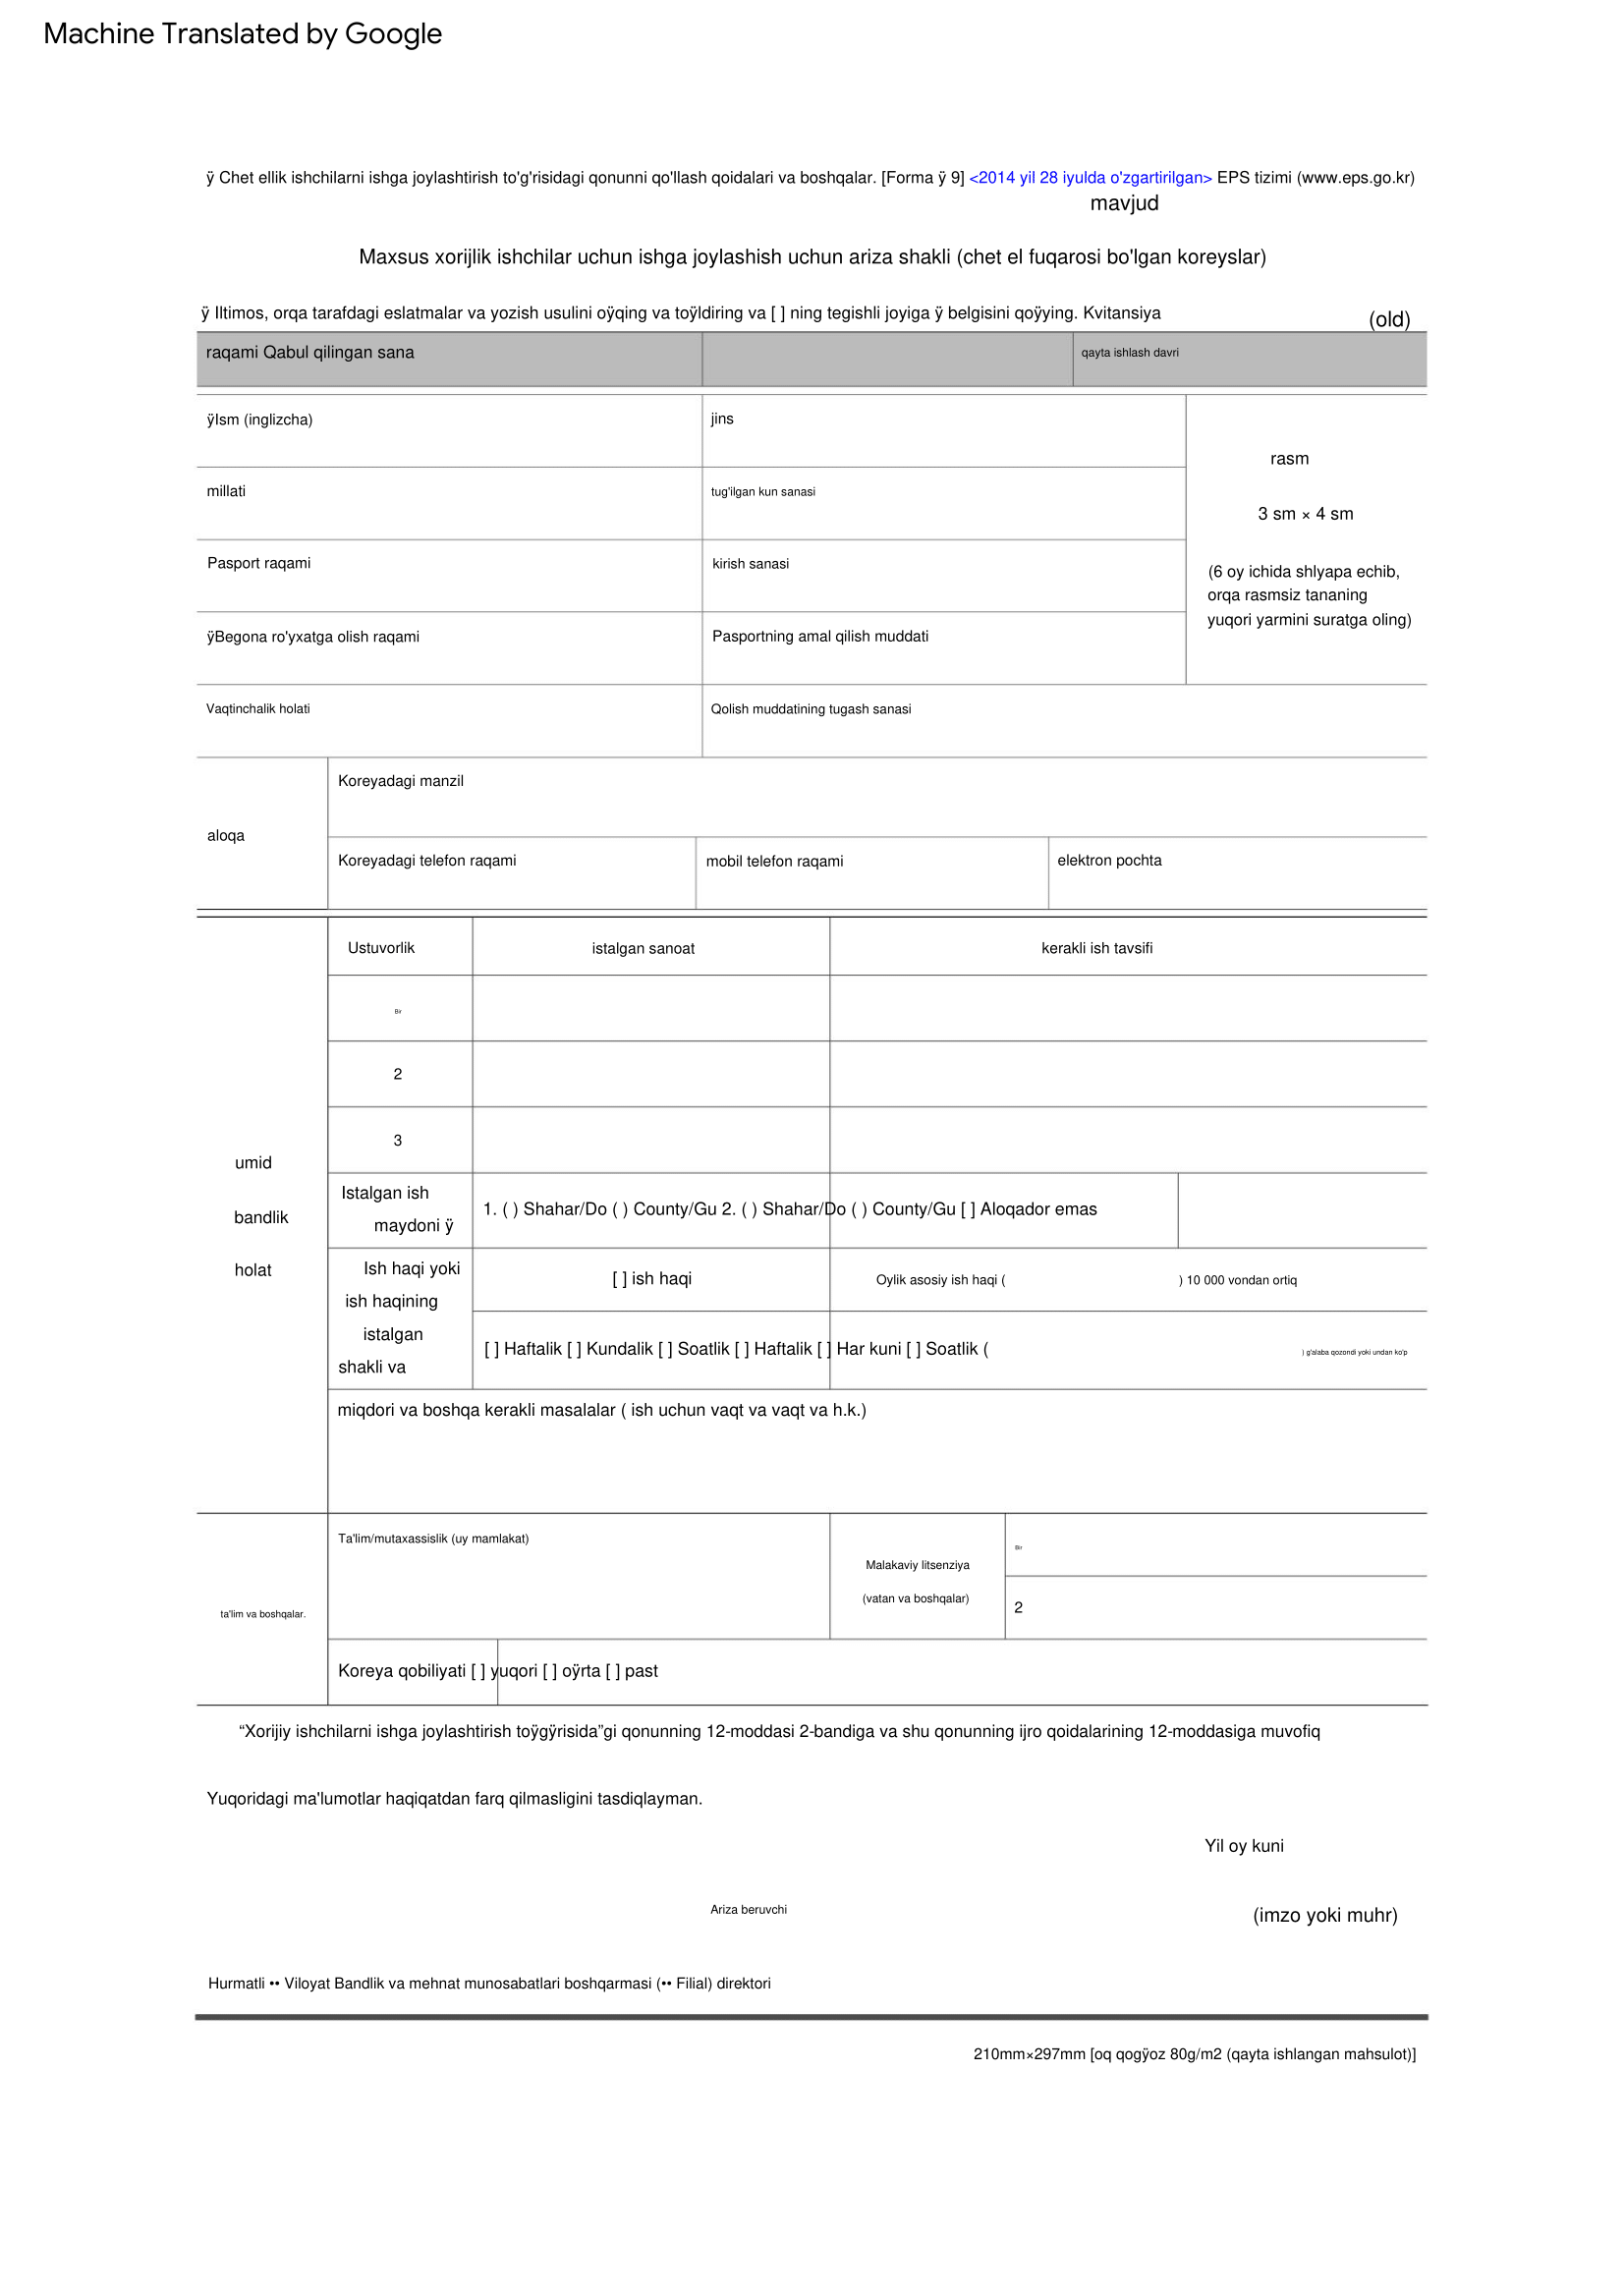 Machine Translated by Google
ÿ Chet ellik ishchilarni ishga joylashtirish to'g'risidagi qonunni qo'llash qoidalari va boshqalar. [Forma ÿ 9] <2014 yil 28 iyulda o'zgartirilgan> EPS tizimi (www.eps.go.kr)
mavjud
Maxsus xorijlik ishchilar uchun ishga joylashish uchun ariza shakli (chet el fuqarosi bo'lgan koreyslar)
ÿ Iltimos, orqa tarafdagi eslatmalar va yozish usulini oÿqing va toÿldiring va [ ] ning tegishli joyiga ÿ belgisini qoÿying. Kvitansiya
(old)
raqami Qabul qilingan sana
qayta ishlash davri
ÿIsm (inglizcha)
jins
rasm
millati
tug'ilgan kun sanasi
3 sm × 4 sm
Pasport raqami
kirish sanasi
(6 oy ichida shlyapa echib,
orqa rasmsiz tananing
yuqori yarmini suratga oling)
ÿBegona ro'yxatga olish raqami
Pasportning amal qilish muddati
Vaqtinchalik holati
Qolish muddatining tugash sanasi
aloqa
Koreyadagi manzil
Koreyadagi telefon raqami
mobil telefon raqami
elektron pochta
umid
bandlik
holat
Ustuvorlik
istalgan sanoat
kerakli ish tavsifi
Bir
2
3
Istalgan ish
maydoni ÿ
1. ( ) Shahar/Do ( ) County/Gu 2. ( ) Shahar/Do ( ) County/Gu [ ] Aloqador emas
Ish haqi yoki
ish haqining
istalgan
shakli va
[ ] ish haqi
Oylik asosiy ish haqi (
) 10 000 vondan ortiq
[ ] Haftalik [ ] Kundalik [ ] Soatlik [ ] Haftalik [ ] Har kuni [ ] Soatlik (
) g'alaba qozondi yoki undan ko'p
miqdori va boshqa kerakli masalalar ( ish uchun vaqt va vaqt va h.k.)
ta'lim va boshqalar.
Ta'lim/mutaxassislik (uy mamlakat)
Malakaviy litsenziya
(vatan va boshqalar)
Bir
2
Koreya qobiliyati [ ] yuqori [ ] oÿrta [ ] past
“Xorijiy ishchilarni ishga joylashtirish toÿgÿrisida”gi qonunning 12-moddasi 2-bandiga va shu qonunning ijro qoidalarining 12-moddasiga muvofiq
Yuqoridagi ma'lumotlar haqiqatdan farq qilmasligini tasdiqlayman.
Yil oy kuni
Ariza beruvchi
(imzo yoki muhr)
Hurmatli •• Viloyat Bandlik va mehnat munosabatlari boshqarmasi (•• Filial) direktori
210mm×297mm [oq qogÿoz 80g/m2 (qayta ishlangan mahsulot)]